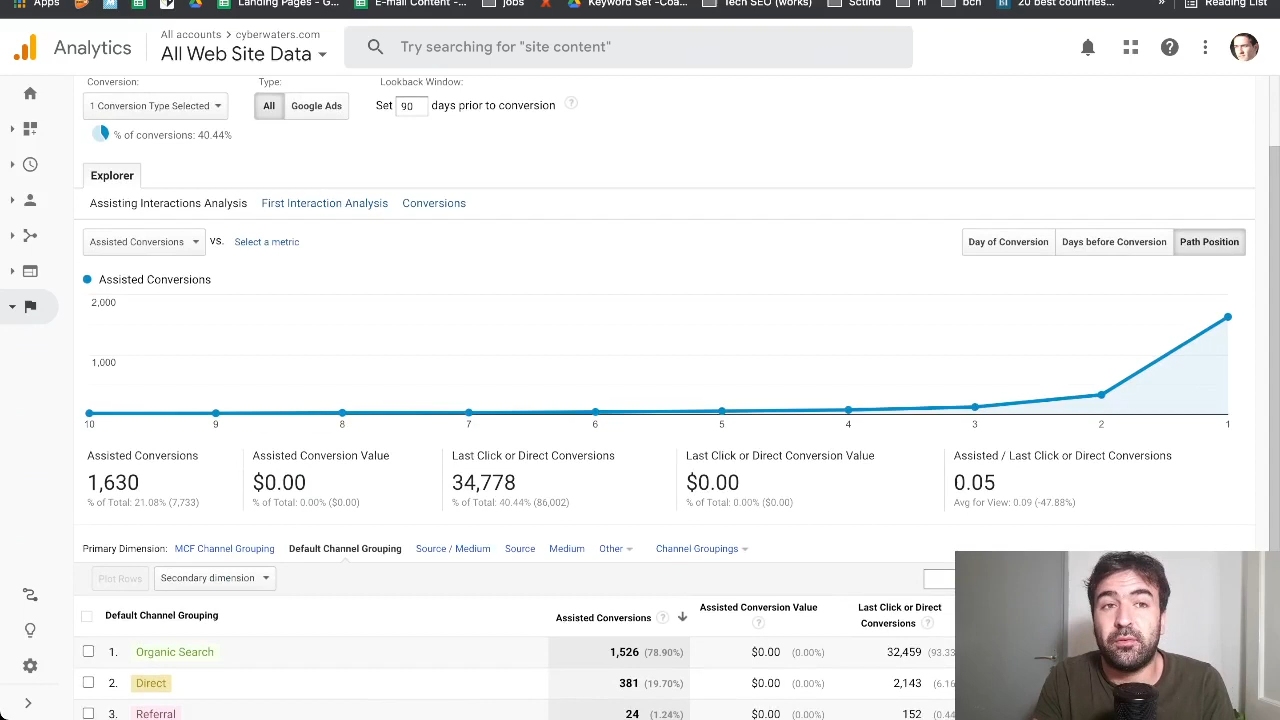 Apps
Landing Pages - G...
E-mail Content -...
Jobs
Keyword Set -Coa...
Tech SEO (works)
Sctind
nl
bcn
20 best countries...
»
Reading List
Analytics
All accounts > cyberwaters.com
All Web Site Data
Try searching for "site content"
Conversion:
Type:
Lookback Window:
1 Conversion Type Selected
All
Google Ads
Set 90 days prior to conversion ?
% of conversions: 40.44%
Explorer
Assisting Interactions Analysis
First Interaction Analysis
Conversions
Assisted Conversions
VS.
Select a metric
Day of Conversion
Days before Conversion
Path Position
Assisted Conversions
2,000
1,000
10 9 8 7 6 5 4 3 2 1
Assisted Conversions
Assisted Conversion Value
Last Click or Direct Conversions
Last Click or Direct Conversion Value
Assisted / Last Click or Direct Conversions
1,630
$0.00
34,778
$0.00
0.05
% of Total: 21.08% (7,733)
% of Total: 0.00% ($0.00)
% of Total: 40.44% (86,002)
% of Total: 0.00% ($0.00)
Avg for View: 0.09 (-47.88%)
Primary Dimension:
MCF Channel Grouping
Default Channel Grouping
Source / Medium
Source
Medium
Other
Channel Groupings
Plot Rows
Secondary dimension
Default Channel Grouping
Assisted Conversions ?
Assisted Conversion Value
?
Last Click or Direct
Conversions ?
1. Organic Search 1,526 (78.90%) $0.00 (0.00%) 32,459 (93.33
2. Direct 381 (19.70%) $0.00 (0.00%) 2,143 (6.16
3. Referral 24 (1.24%) $0.00 (0.00%) 152 (0.44